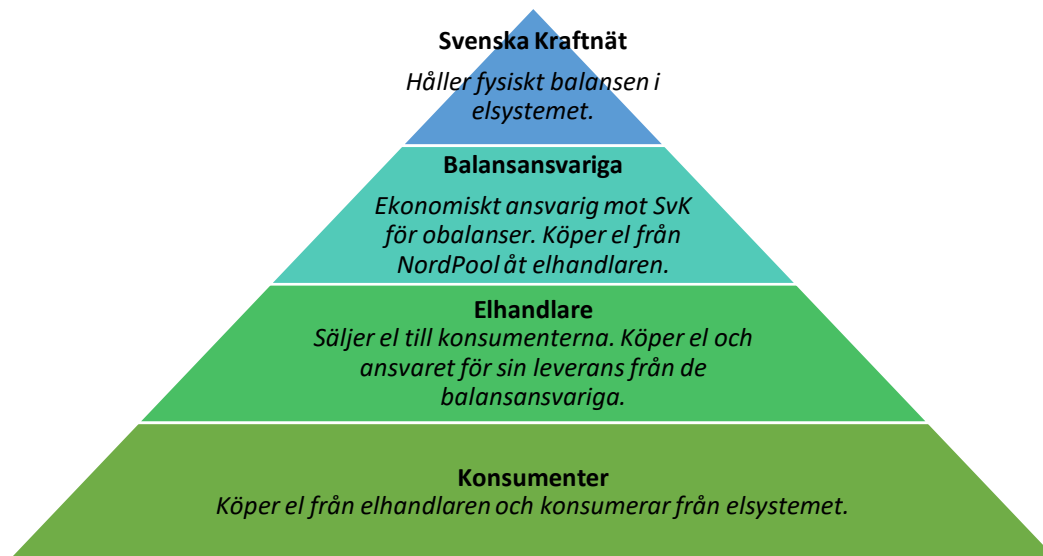 Svenska Kraftnät
Håller fysiskt balansen i
elsystemet.
Balansansvariga
Ekonomiskt ansvarig mot SvK
för obalanser. Köper el från
NordPool åt elhandlaren.
Elhandlare
Säljer el till konsumenterna. Köper el och
ansvaret för sin leverans från de
balansansvariga.
Konsumenter
Köper el från elhandlaren och konsumerar från elsystemet.